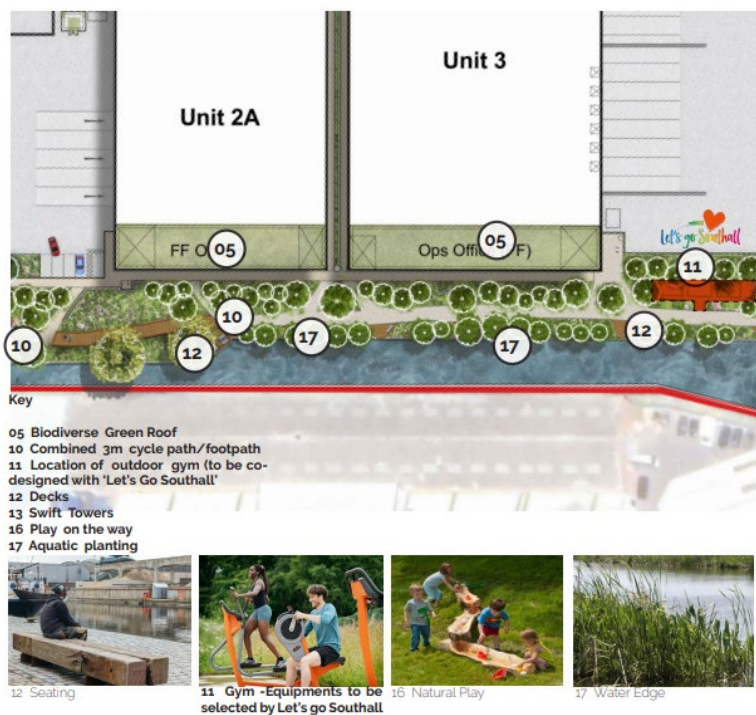 Unit 2A
Unit 3
05
FF O
05
Ops Offi F)
Let's go Southall
11
10
10
12
17
17
12
Key
05 Biodiverse Green Roof
10 Combined 3m cycle path/footpath
11 Location of outdoor gym (to be co-
designed with ‘Let’s Go Southall’
12 Decks
13 Swift Towers
16 Play on the way
17 Aquatic planting
12 Seating
11 Gym -Equipments to be
selected by Let's go Southall
16 Natural Play
17 Water Edge